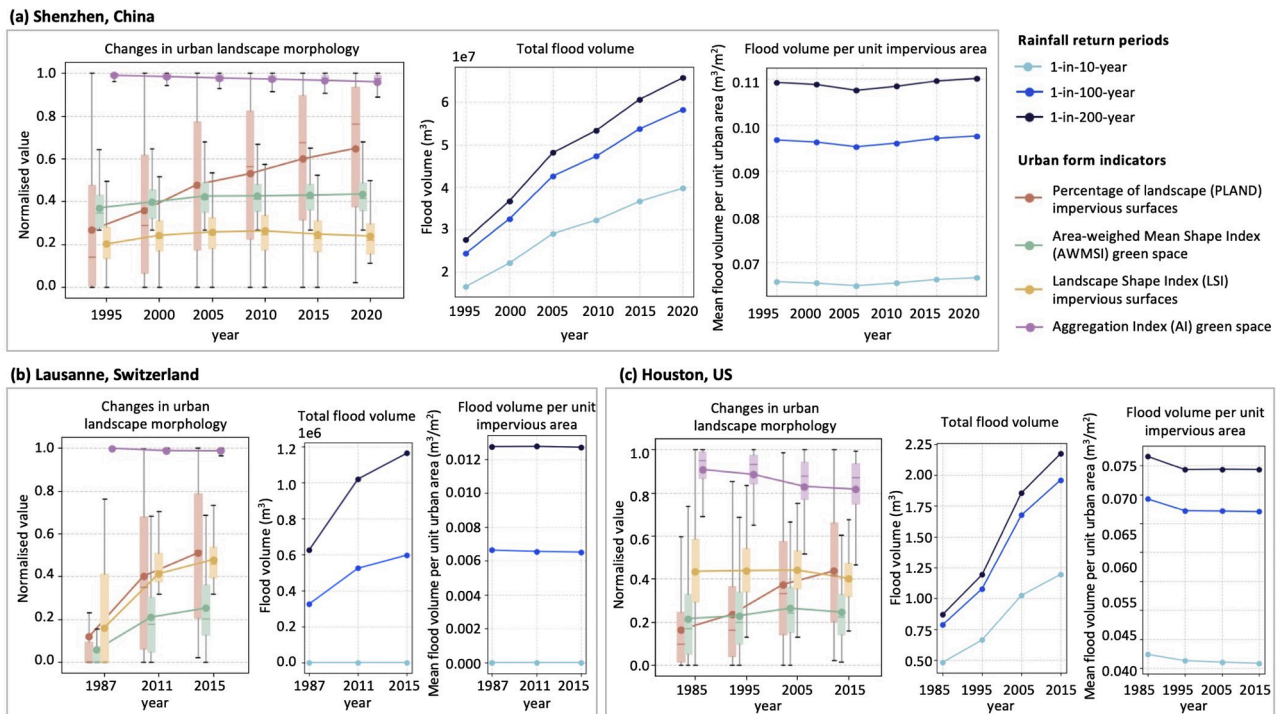 (a) Shenzhen, China
Changes in urban landscape morphology
Normalised value
1.0
0.8
0.6
0.4
0.2
0.0
1995 2000 2005 2010 2015 2020
year
Total flood volume
1e7
Flood volume (m³)
6
5
4
3
2
1995 2000 2005 2010 2015 2020
year
Flood volume per unit impervious area
Mean flood volume per unit urban area (m³/m²)
0.11
0.10
0.09
0.08
0.07
1995 2000 2005 2010 2015 2020
year
Rainfall return periods
1-in-10-year
1-in-100-year
1-in-200-year
Urban form indicators
Percentage of landscape (PLAND)
impervious surfaces
Area-weighed Mean Shape Index
(AWMSI) green space
Landscape Shape Index (LSI)
impervious surfaces
Aggregation Index (AI) green space
(b) Lausanne, Switzerland
Changes in urban
landscape morphology
Normalised value
1.0
0.8
0.6
0.4
0.2
0.0
1987 2011 2015
year
Total flood volume
1e6
Flood volume (m³)
1.2
1.0
0.8
0.6
0.4
0.2
0.0
1987 2011 2015
year
Flood volume per unit
impervious area
Mean flood volume per unit urban area (m³/m²)
0.012
0.010
0.008
0.006
0.004
0.002
0.000
1987 2011 2015
year
(c) Houston, US
Changes in urban
landscape morphology
Normalised value
1.0
0.8
0.6
0.4
0.2
0.0
1985 1995 2005 2015
year
Total flood volume
Flood volume (m³)
2.25
2.00
1.75
1.50
1.25
1.00
0.75
0.50
1985 1995 2005 2015
year
Flood volume per unit
impervious area
Mean flood volume per unit urban area (m³/m²)
0.075
0.070
0.065
0.060
0.055
0.050
0.045
0.040
1985 1995 2005 2015
year